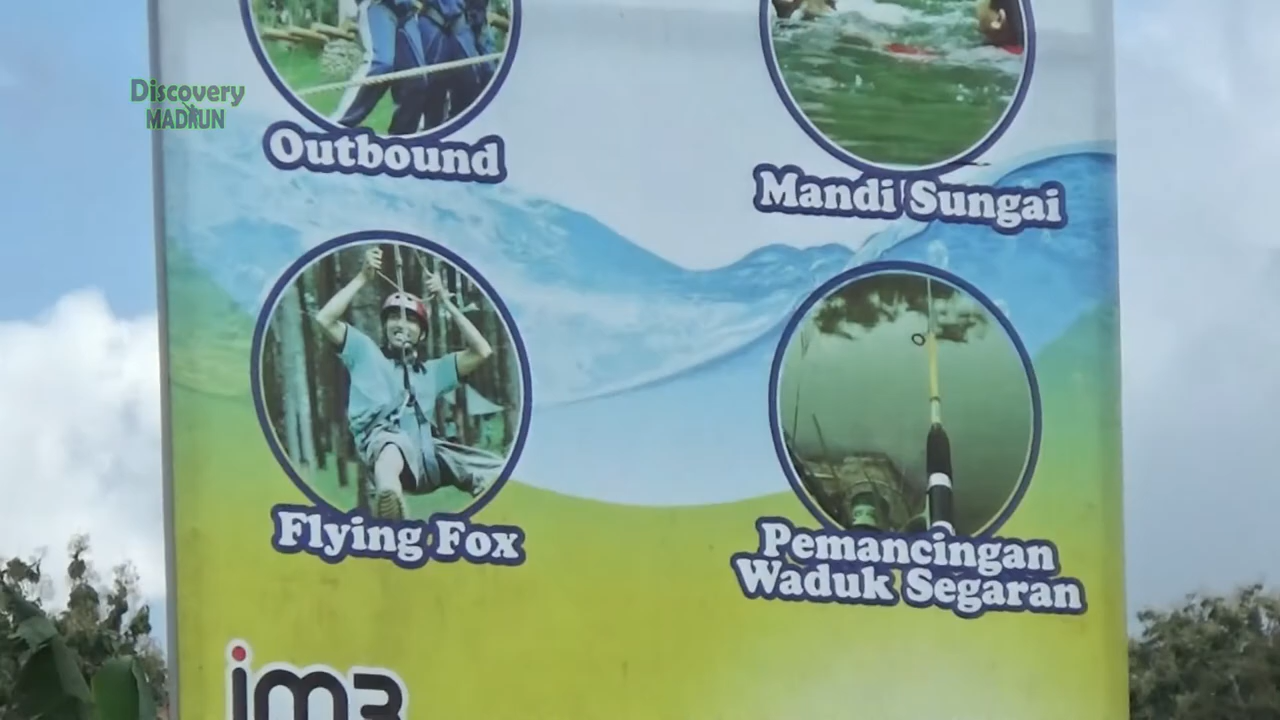 Discovery
MADIUN
Outbound
Mandi Sungai
Flying Fox
Pemancingan
Waduk Segaran
im3